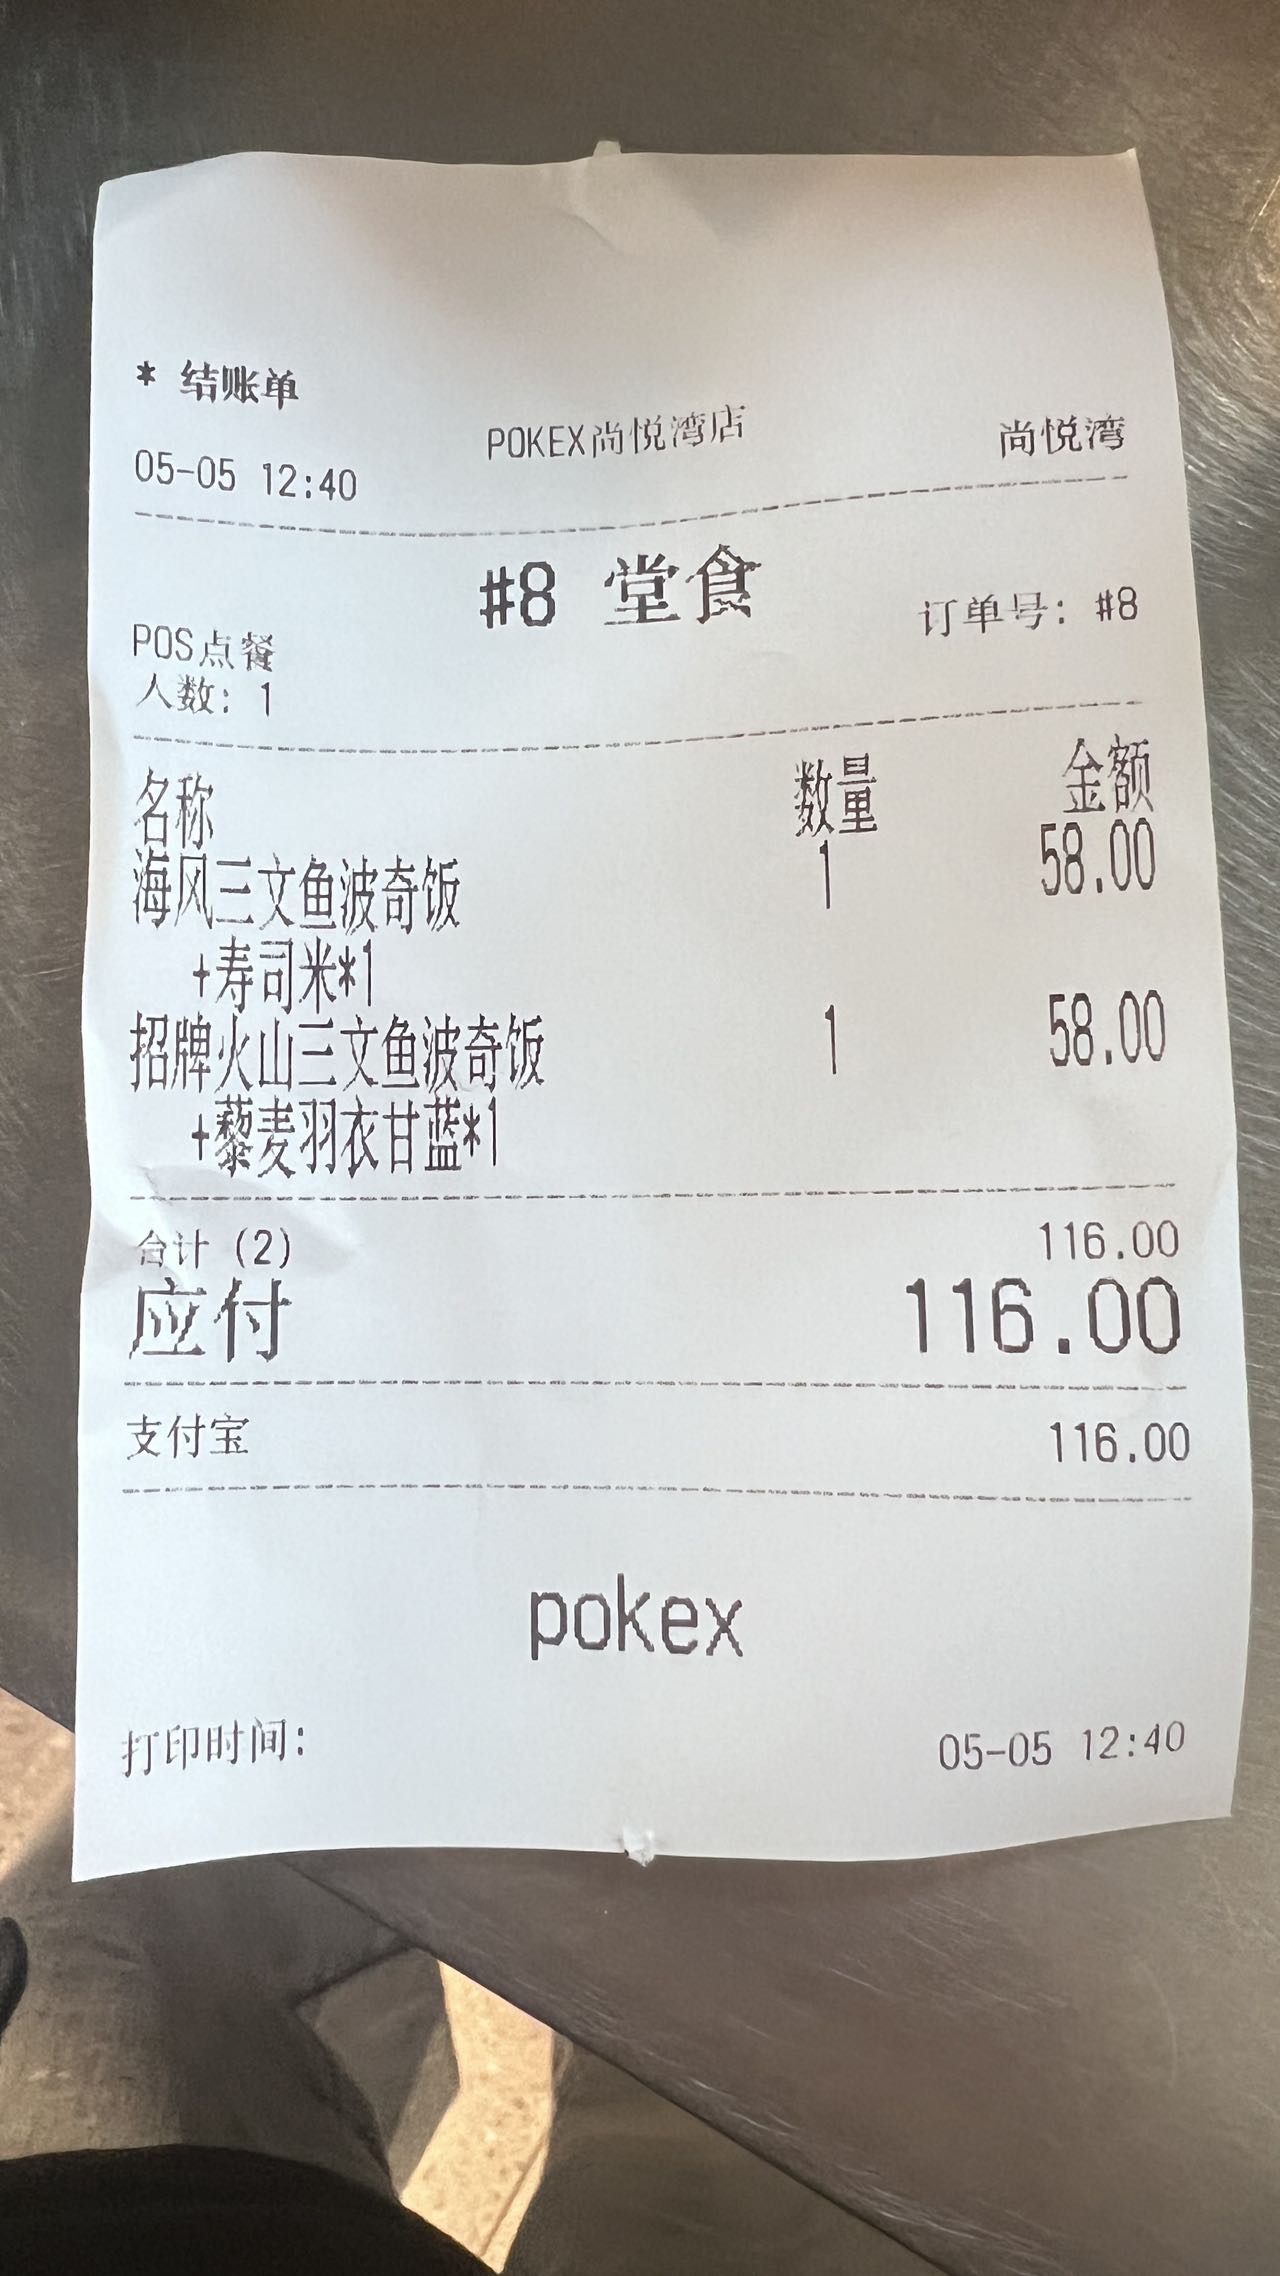 * 结账单
POKEX尚悦湾店
尚悦湾
05-05 12:40
#8 堂食
订单号: #8
POS点餐
人数: 1
名称 数量 金额
海风三文鱼波奇饭 1 58.00
+寿司米*1
招牌火山三文鱼波奇饭 1 58.00
+藜麦羽衣甘蓝*1
合计 (2) 116.00
应付 116.00
支付宝 116.00
pokex
打印时间: 05-05 12:40